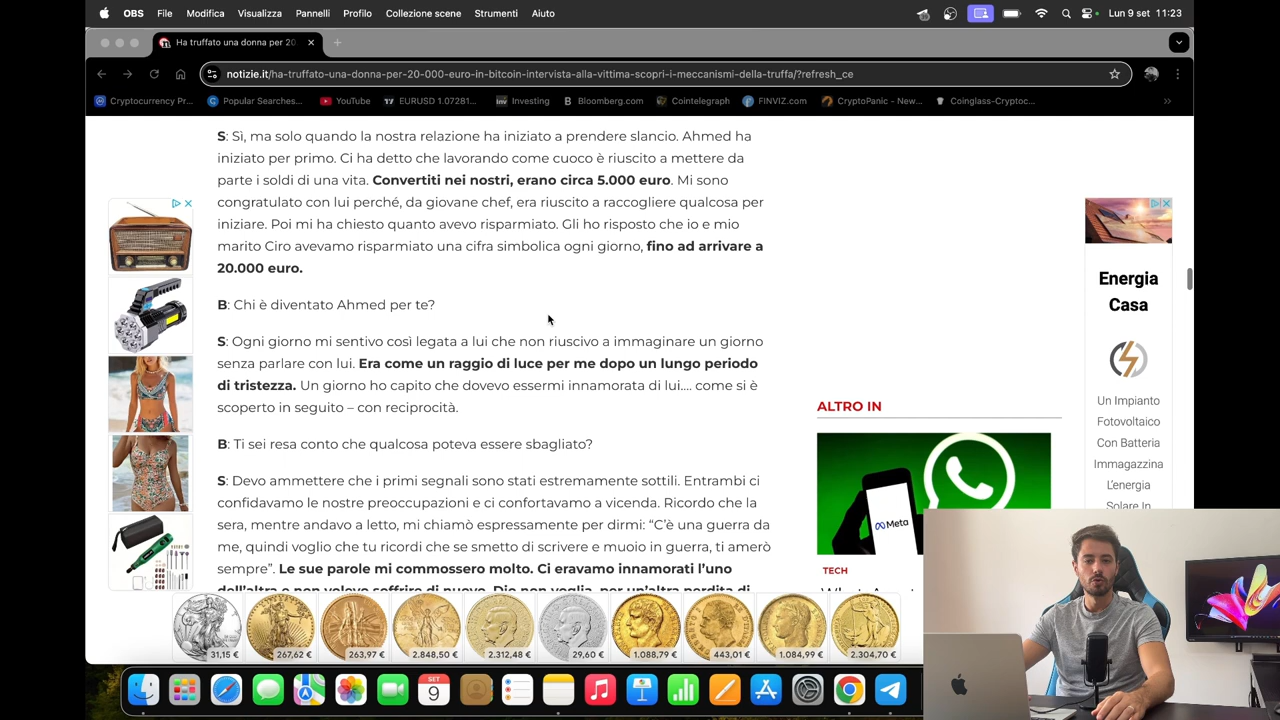 OBS File Modifica Visualizza Pannelli Profilo Collezione scene Strumenti Aiuto Lun 9 set 11:23
Ha truffato una donna per 20
notizie.it/ha-truffato-una-donna-per-20-000-euro-in-bitcoin-intervista-alla-vittima-scopri-i-meccanismi-della-truffa/?refresh_ce
Cryptocurrency Pr... Popular Searches... YouTube EURUSD 1.07281... Investing Bloomberg.com Cointelegraph FINVIZ.com CryptoPanic - New... Coinglass-Cryptoc...
S: Sì, ma solo quando la nostra relazione ha iniziato a prendere slancio. Ahmed ha
iniziato per primo. Ci ha detto che lavorando come cuoco è riuscito a mettere da
parte i soldi di una vita. Convertiti nei nostri, erano circa 5.000 euro. Mi sono
congratulato con lui perché, da giovane chef, era riuscito a raccogliere qualcosa per
iniziare. Poi mi ha chiesto quanto avevo risparmiato. Gli ho risposto che io e mio
marito Ciro avevamo risparmiato una cifra simbolica ogni giorno, fino ad arrivare a
20.000 euro.
B: Chi è diventato Ahmed per te?
S: Ogni giorno mi sentivo così legata a lui che non riuscivo a immaginare un giorno
senza parlare con lui. Era come un raggio di luce per me dopo un lungo periodo
di tristezza. Un giorno ho capito che dovevo essermi innamorata di lui.... come si è
scoperto in seguito – con reciprocità.
B: Ti sei resa conto che qualcosa poteva essere sbagliato?
S: Devo ammettere che i primi segnali sono stati estremamente sottili. Entrambi ci
confidavamo le nostre preoccupazioni e ci confortavamo a vicenda. Ricordo che la
sera, mentre andavo a letto, mi chiamò espressamente per dirmi: “C’è una guerra da
me, quindi voglio che tu ricordi che se smetto di scrivere e muoio in guerra, ti amerò
sempre”. Le sue parole mi commossero molto. Ci eravamo innamorati l’uno
dell’altra e non volevo soffrire di nuovo. Dio non voglia, per un’altra perdita di
ALTRO IN
Meta
TECH
Energia
Casa
Un Impianto
Fotovoltaico
Con Batteria
Immagazzina
L’energia
Solare In
31,15 € 267,62 € 263,97 € 2.848,50 € 2.312,48 € 29,60 € 1.088,79 € 443,01 € 1.084,99 € 2.304,70 €
SET
9